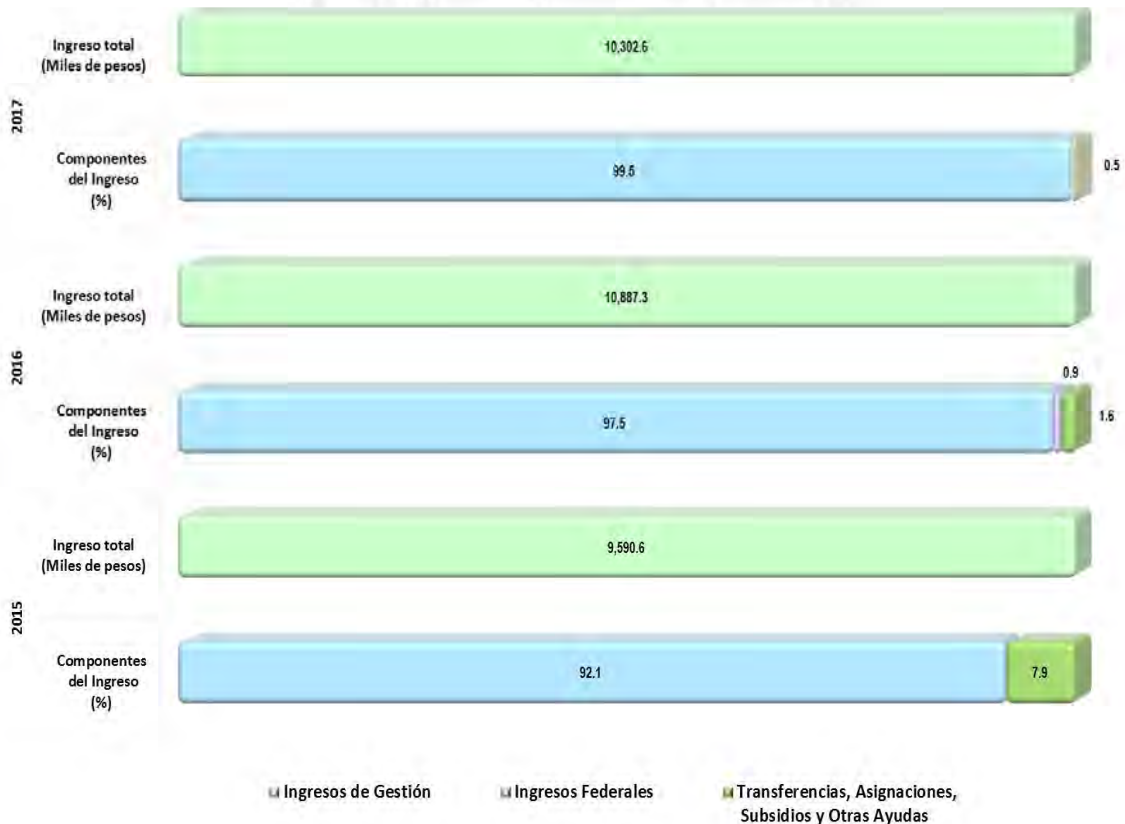 Ingreso total
(Miles de pesos)
10,302.6
2017
Componentes
del Ingreso
(%)
99.5
0.5
Ingreso total
(Miles de pesos)
10,887.3
2016
0.9
Componentes
del Ingreso
(%)
97.5
1.6
Ingreso total
(Miles de pesos)
9,590.6
2015
Componentes
del Ingreso
(%)
92.1
7.9
Ingresos de Gestión
Ingresos Federales
Transferencias, Asignaciones,
Subsidios y Otras Ayudas